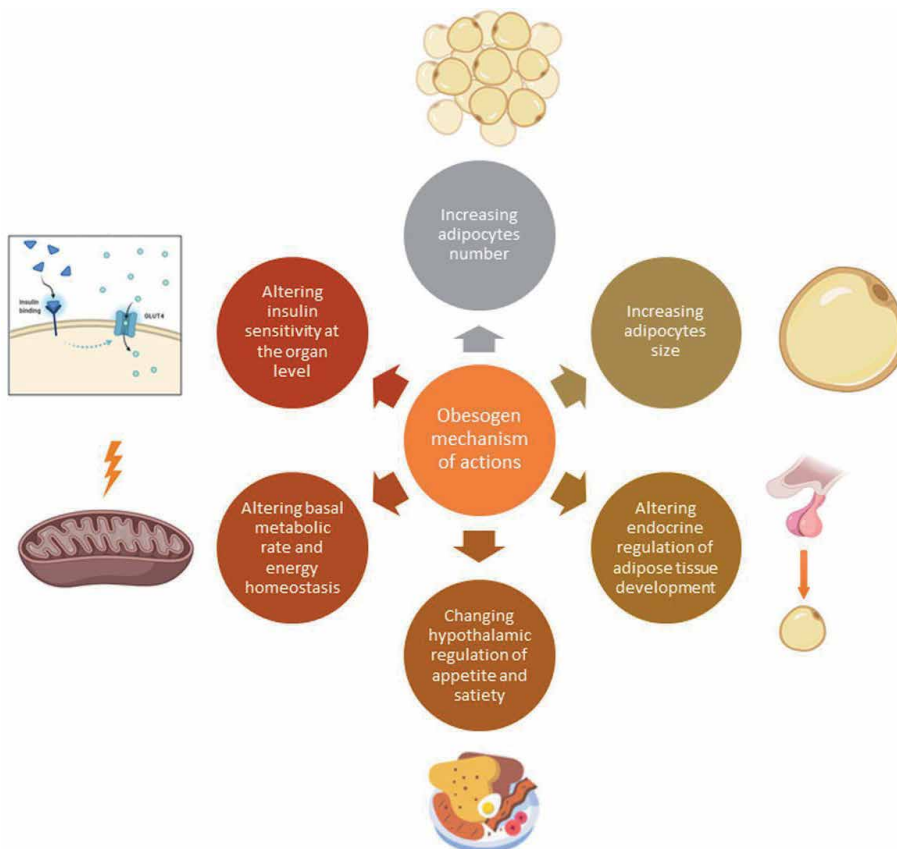 Increasing
adipocytes
number
Increasing
adipocytes
size
Altering
endocrine
regulation of
adipose tissue
development
Changing
hypothalamic
regulation of
appetite and
satiety
Altering basal
metabolic
rate and
energy
homeostasis
Altering
insulin
sensitivity at
the organ
level
Obesogen
mechanism
of actions
Insulin
binding
GLUT4